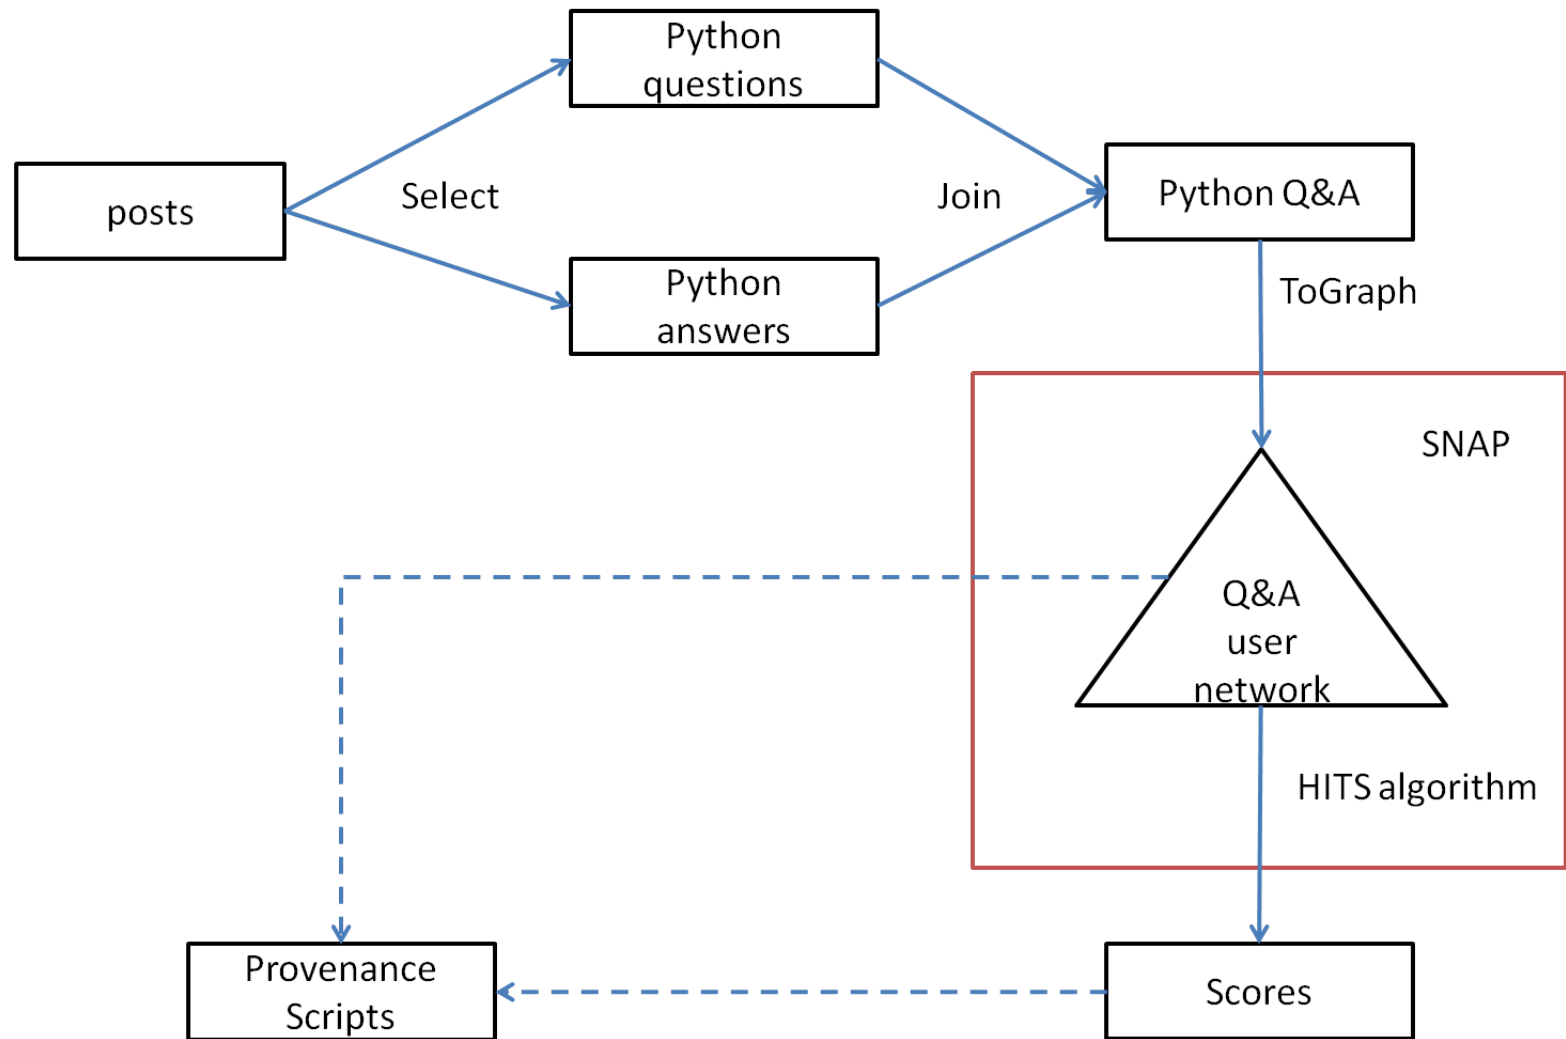 Python
questions
posts
Select
Join
Python Q&A
Python
answers
ToGraph
SNAP
Q&A
user
network
HITS algorithm
Provenance
Scripts
Scores